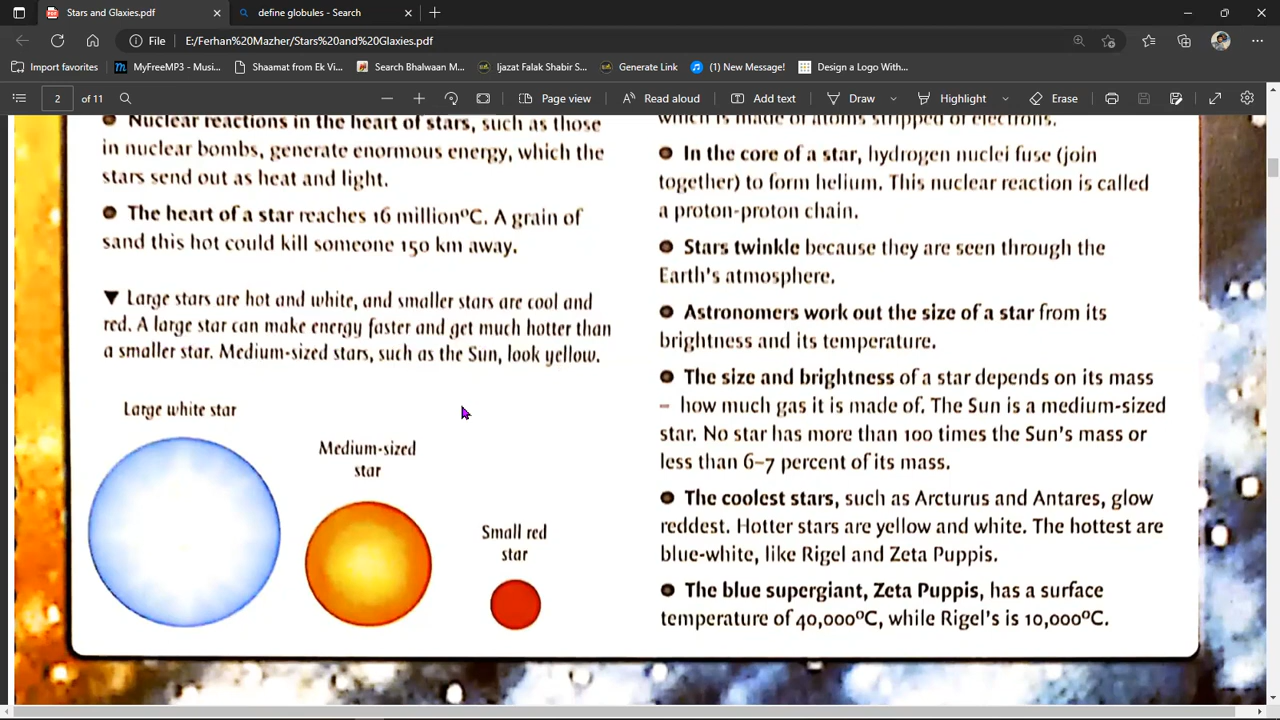 Stars and Glaxies.pdf
define globules - Search
File
E:/Ferhan%20Mazher/Stars%20and%20Glaxies.pdf
Import favorites
MyFreeMP3 - Musi...
Shaamat from Ek Vi...
Search Bhalwaan M...
Ijazat Falak Shabir S...
Generate Link
(1) New Message!
Design a Logo With...
2 of 11
Page view
Read aloud
Add text
Draw
Highlight
Erase
Nuclear reactions in the heart of stars, such as those
in nuclear bombs, generate enormous energy, which the
stars send out as heat and light.
The heart of a star reaches 16 millionºC. A grain of
sand this hot could kill someone 150 km away.
▼ Large stars are hot and white, and smaller stars are cool and
red. A large star can make energy faster and get much hotter than
a smaller star. Medium-sized stars, such as the Sun, look yellow.
Large white star
Medium-sized
star
Small red
star
which is made of atoms stripped of electrons.
In the core of a star, hydrogen nuclei fuse (join
together) to form helium. This nuclear reaction is called
a proton-proton chain.
Stars twinkle because they are seen through the
Earth's atmosphere.
Astronomers work out the size of a star from its
brightness and its temperature.
The size and brightness of a star depends on its mass
– how much gas it is made of. The Sun is a medium-sized
star. No star has more than 100 times the Sun's mass or
less than 6–7 percent of its mass.
The coolest stars, such as Arcturus and Antares, glow
reddest. Hotter stars are yellow and white. The hottest are
blue-white, like Rigel and Zeta Puppis.
The blue supergiant, Zeta Puppis, has a surface
temperature of 40,000ºC, while Rigel's is 10,000ºC.